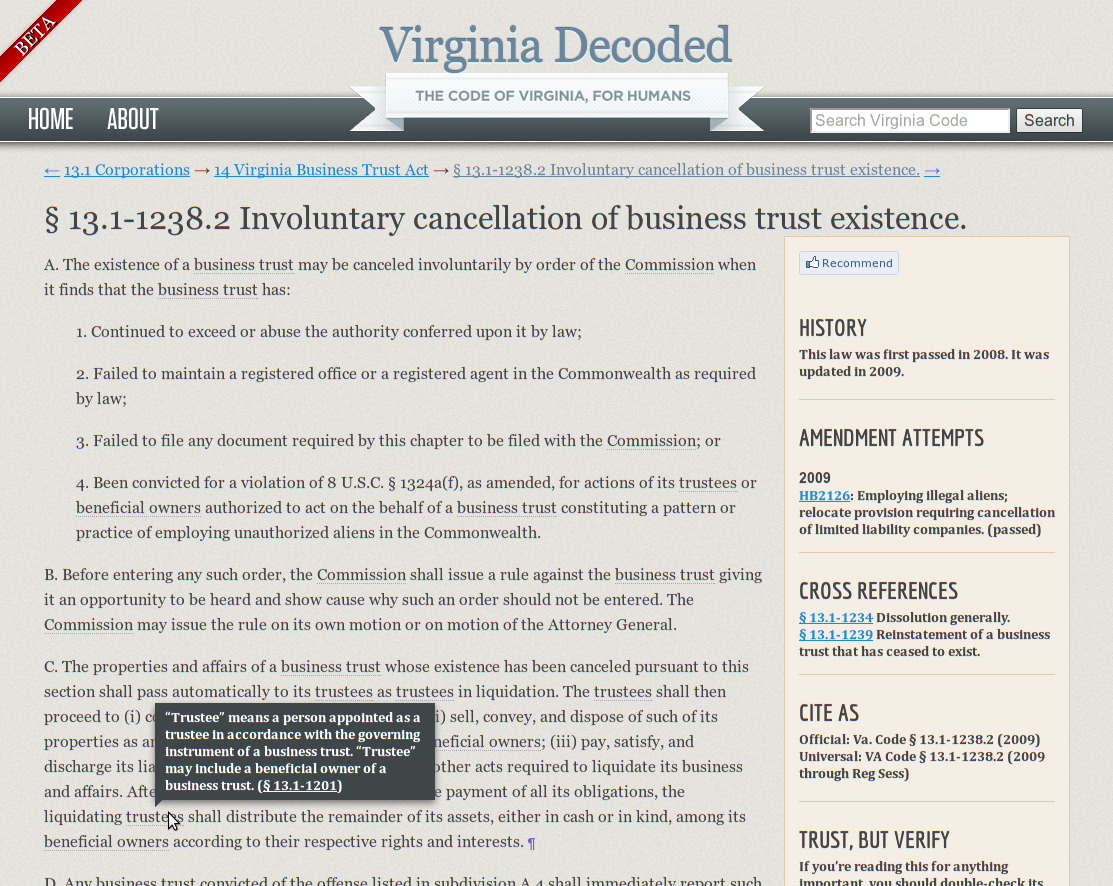 BETA
Virginia Decoded
THE CODE OF VIRGINIA, FOR HUMANS
HOME ABOUT
Search Virginia Code Search
← 13.1 Corporations → 14 Virginia Business Trust Act → § 13.1-1238.2 Involuntary cancellation of business trust existence. →
§ 13.1-1238.2 Involuntary cancellation of business trust existence.
A. The existence of a business trust may be canceled involuntarily by order of the Commission when
it finds that the business trust has:
1. Continued to exceed or abuse the authority conferred upon it by law;
2. Failed to maintain a registered office or a registered agent in the Commonwealth as required
by law;
3. Failed to file any document required by this chapter to be filed with the Commission; or
4. Been convicted for a violation of 8 U.S.C. § 1324a(f), as amended, for actions of its trustees or
beneficial owners authorized to act on the behalf of a business trust constituting a pattern or
practice of employing unauthorized aliens in the Commonwealth.
B. Before entering any such order, the Commission shall issue a rule against the business trust giving
it an opportunity to be heard and show cause why such an order should not be entered. The
Commission may issue the rule on its own motion or on motion of the Attorney General.
C. The properties and affairs of a business trust whose existence has been canceled pursuant to this
section shall pass automatically to its trustees as trustees in liquidation. The trustees shall then
proceed to (i) i) sell, convey, and dispose of such of its
properties as neficial owners; (iii) pay, satisfy, and
discharge its other acts required to liquidate its business
and affairs. payment of all its obligations, the
liquidating trustees shall distribute the remainder of its assets, either in cash or in kind, among its
beneficial owners according to their respective rights and interests. ¶
D. Any business trust convicted of the offense listed in subdivision A 4 shall immediately report such
“Trustee” means a person appointed as a
trustee in accordance with the governing
instrument of a business trust. “Trustee”
may include a beneficial owner of a
business trust. (§ 13.1-1201)
Recommend
HISTORY
This law was first passed in 2008. It was
updated in 2009.
AMENDMENT ATTEMPTS
2009
HB2126: Employing illegal aliens;
relocate provision requiring cancellation
of limited liability companies. (passed)
CROSS REFERENCES
§ 13.1-1234 Dissolution generally.
§ 13.1-1239 Reinstatement of a business
trust that has ceased to exist.
CITE AS
Official: Va. Code § 13.1-1238.2 (2009)
Universal: VA Code § 13.1-1238.2 (2009
through Reg Sess)
TRUST, BUT VERIFY
If you’re reading this for anything
important, you should double-check its